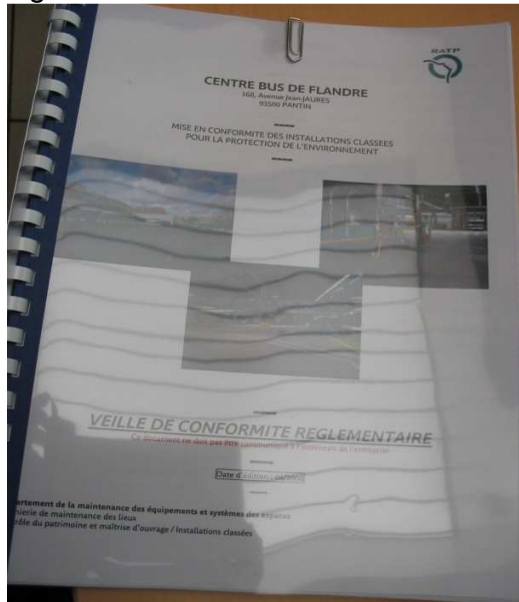 RATP
CENTRE BUS DE FLANDRE
168, Avenue Jean-JAURES
93500 PANTIN
MISE EN CONFORMITE DES INSTALLATIONS CLASSEES
POUR LA PROTECTION DE L'ENVIRONNEMENT
VEILLE DE CONFORMITE REGLEMENTAIRE
Ce document ne doit pas être communiqué à l'extérieur de l'entreprise
Date d'édition :
artement de la maintenance des équipements et systèmes des espaces
nierie de maintenance des lieux
rôle du patrimoine et maîtrise d'ouvrage / Installations classées